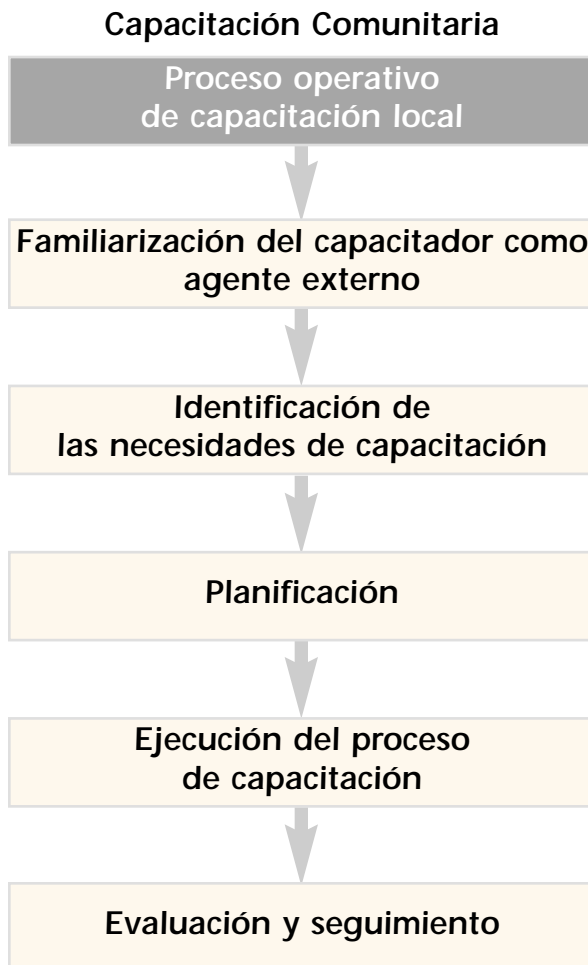 Capacitación Comunitaria
Proceso operativo
de capacitación local
Familiarización del capacitador como
agente externo
Identificación de
las necesidades de capacitación
Planificación
Ejecución del proceso
de capacitación
Evaluación y seguimiento